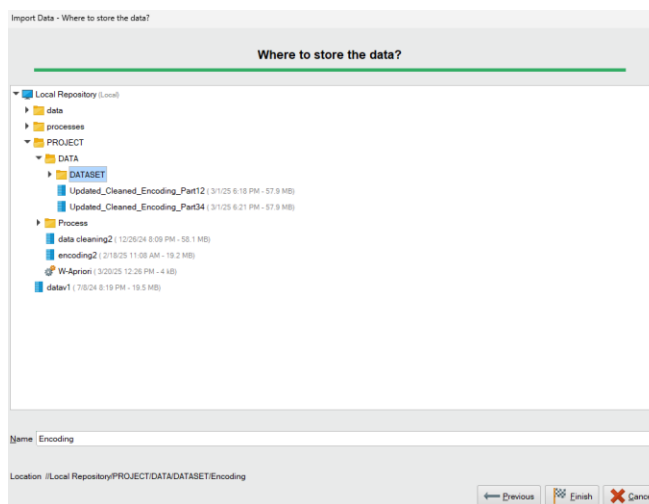 Import Data - Where to store the data?
Where to store the data?
Local Repository (Local)
data
processes
PROJECT
DATA
DATASET
Updated_Cleaned_Encoding_Part12 ( 3/1/25 6:18 PM - 57.9 MB)
Updated_Cleaned_Encoding_Part34 ( 3/1/25 6:21 PM - 57.9 MB)
Process
data cleaning2 ( 12/26/24 8:09 PM - 58.1 MB)
encoding2 ( 2/18/25 11:08 AM - 19.2 MB)
W-Apriori ( 3/20/25 12:26 PM - 4 kB)
datav1 ( 7/8/24 8:19 PM - 19.5 MB)
Name Encoding
Location //Local Repository/PROJECT/DATA/DATASET/Encoding
Previous Finish Cance